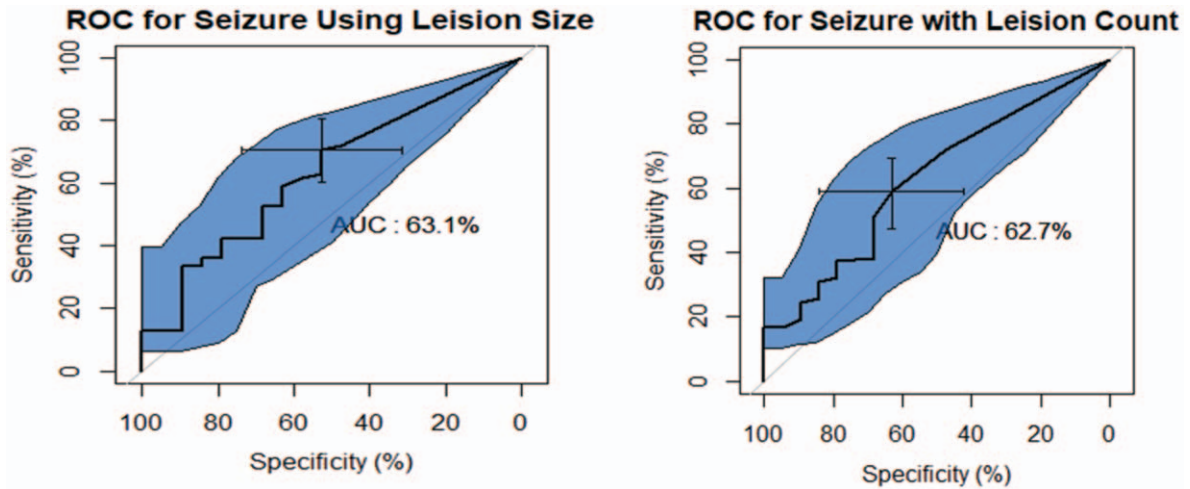 ROC for Seizure Using Leision Size
Sensitivity (%)
100
80
60
40
20
0
AUC : 63.1%
100 80 60 40 20 0
Specificity (%)
ROC for Seizure with Leision Count
Sensitivity (%)
100
80
60
40
20
0
AUC : 62.7%
100 80 60 40 20 0
Specificity (%)